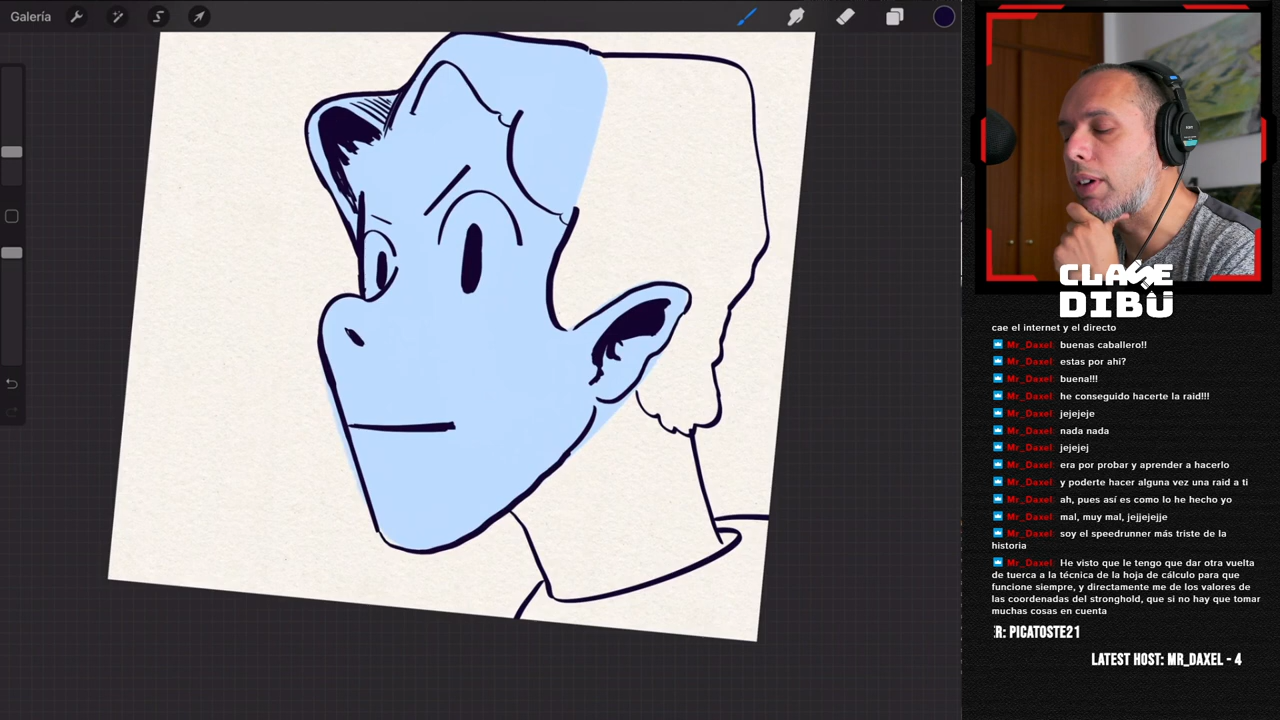 Galería
CLASE
DIBU
cae el internet y el directo
Mr_Daxel: buenas caballero!!
Mr_Daxel: estas por ahi?
Mr_Daxel: buena!!!
Mr_Daxel: he conseguido hacerte la raid!!!
Mr_Daxel: jejejeje
Mr_Daxel: nada nada
Mr_Daxel: jejejej
Mr_Daxel: era por probar y aprender a hacerlo
Mr_Daxel: y poderte hacer alguna vez una raid a ti
Mr_Daxel: ah, pues así es como lo he hecho yo
Mr_Daxel: mal, muy mal, jejjejejje
Mr_Daxel: soy el speedrunner más triste de la
historia
Mr_Daxel: He visto que le tengo que dar otra vuelta
de tuerca a la técnica de la hoja de cálculo para que
funcione siempre, y directamente me de los valores de
las coordenadas del stronghold, que si no hay que tomar
muchas cosas en cuenta
R: PICATOSTE21
LATEST HOST: MR_DAXEL - 4